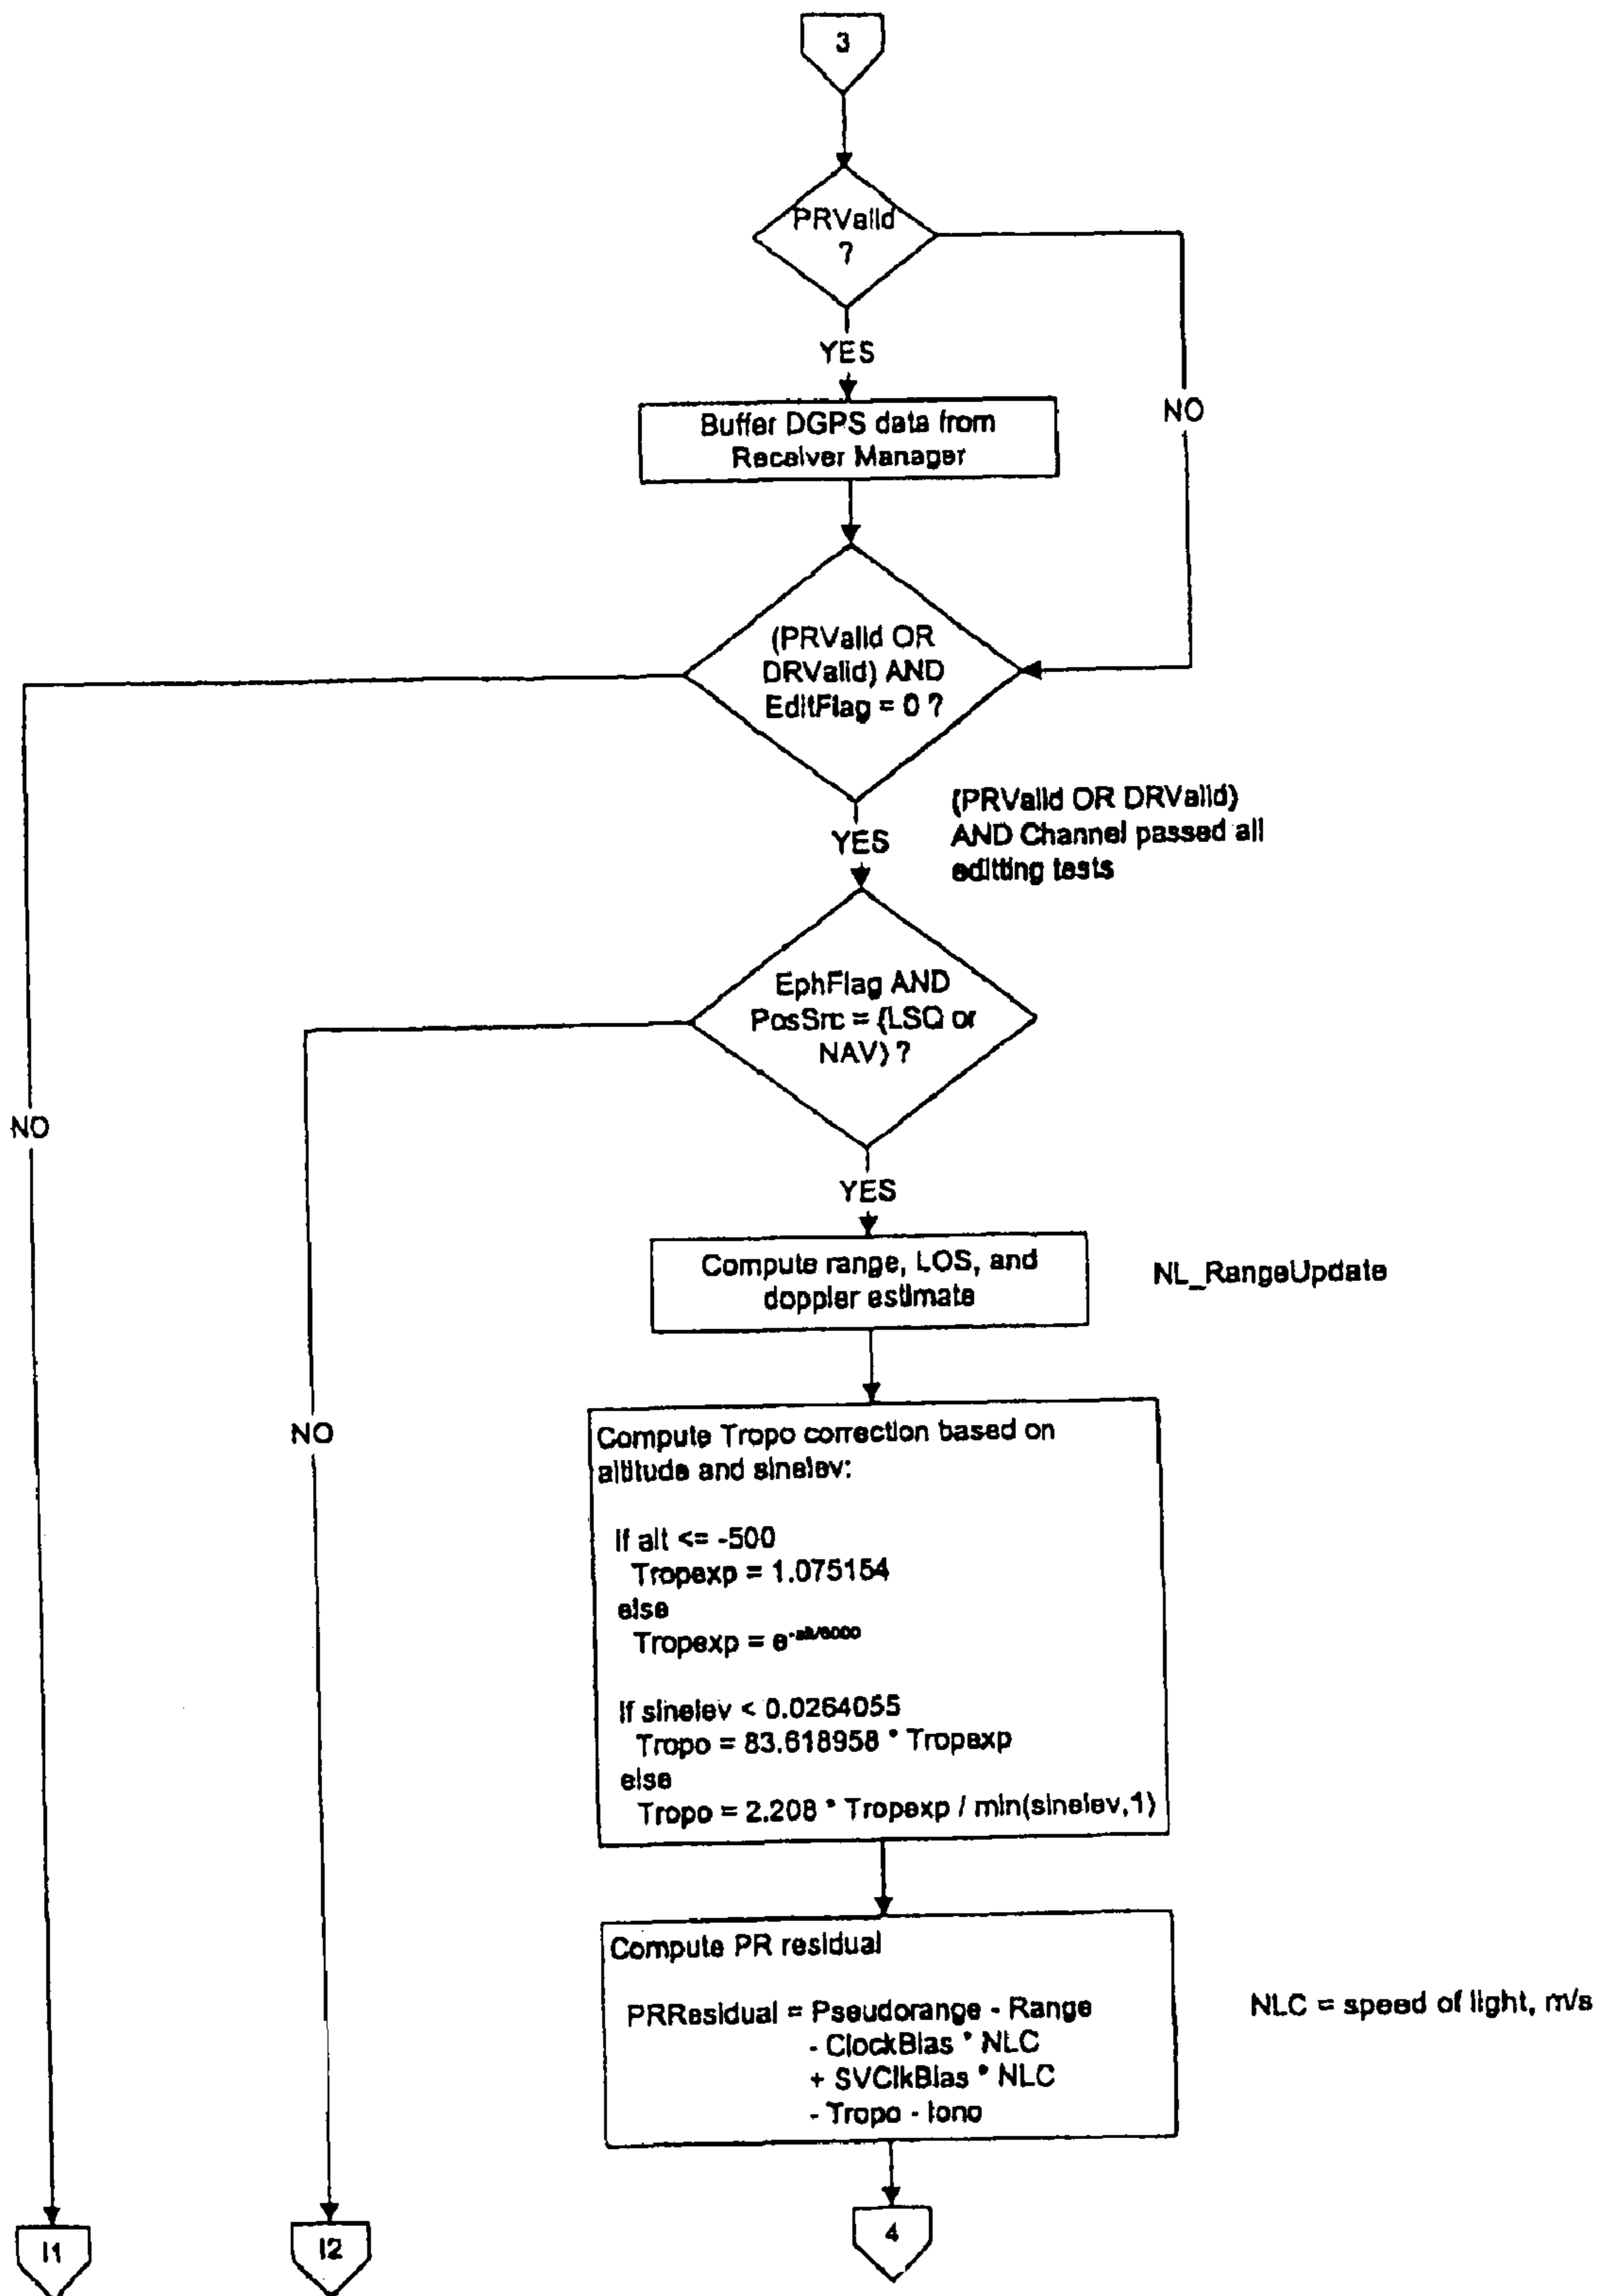 3
PRValid
?
YES
NO
Buffer DGPS data from
Receiver Manager
(PRValid OR
DRValid) AND
EditFlag = 0 ?
(PRValid OR DRValid)
AND Channel passed all
editting tests
YES
EphFlag AND
PosSrc = (LSQ or
NAV) ?
NO
YES
Compute range, LOS, and
doppler estimate
NL_RangeUpdate
Compute Tropo correction based on
altitude and sinelev:
If alt <= -500
Tropexp = 1.075154
else
Tropexp = e
If sinelev < 0.0264055
Tropo = 83.618958 * Tropexp
else
Tropo = 2.208 * Tropexp / min(sinelev,1)
NO
Compute PR residual
PRResidual = Pseudorange - Range
- ClockBias * NLC
+ SVClkBias * NLC
- Tropo - Iono
NLC = speed of light, m/s
I1
I2
4